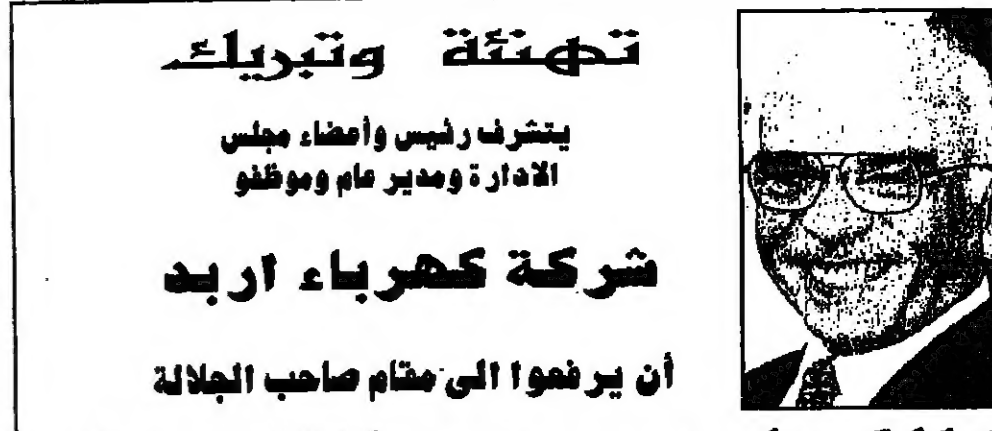 تهنئة وتبريك
يتشرف رئيس وأعضاء مجلس
الادارة ومدير عام وموظفو
شركة كهرباء اربد
أن يرفعوا الى مقام صاحب الجلالة